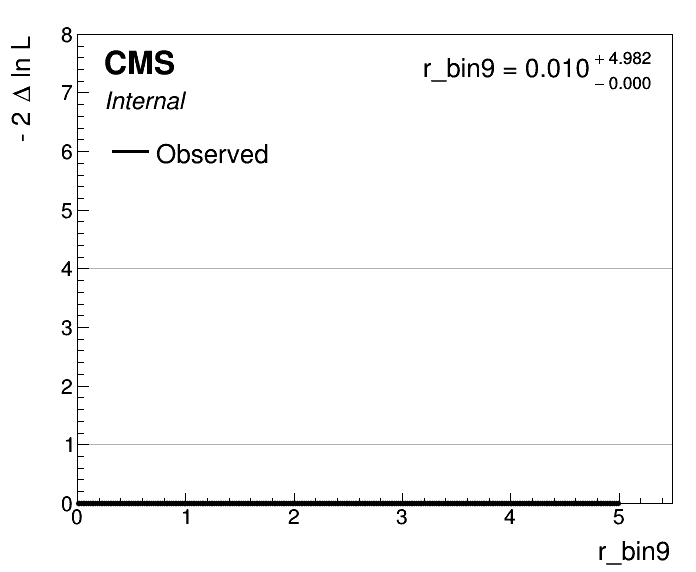 CMS
Internal
r_bin9 = 0.010 + 4.982 − 0.000
Observed
- 2 Δ ln L
8
7
6
5
4
3
2
1
0
0 1 2 3 4 5
r_bin9